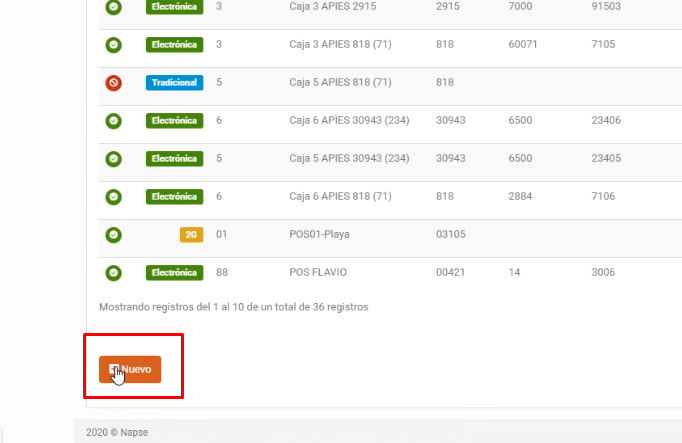 Electrónica 3 Caja 3 APIES 2915 2915 7000 91503
Electrónica 3 Caja 3 APIES 818 (71) 818 60071 7105
Tradicional 5 Caja 5 APIES 818 (71) 818
Electrónica 6 Caja 6 APÏES 30943 (234) 30943 6500 23406
Electrónica 5 Caja 5 APIES 30943 (234) 30943 6500 23405
Electrónica 6 Caja 6 APIES 818 (71) 818 2884 7106
2G 01 POS01-Playa 03105
Electrónica 88 POS FLAVIO 00421 14 3006
Mostrando registros del 1 al 10 de un total de 36 registros
Nuevo
2020 © Napse